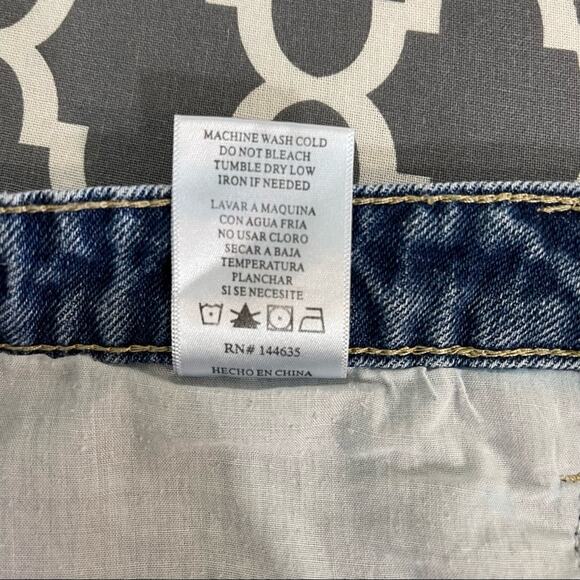 MACHINE WASH COLD
DO NOT BLEACH
TUMBLE DRY LOW
IRON IF NEEDED
LAVAR A MAQUINA
CON AGUA FRIA
NO USAR CLORO
SECAR A BAJA
TEMPERATURA
PLANCHAR
SI SE NECESITE
RN# 144635
HECHO EN CHINA